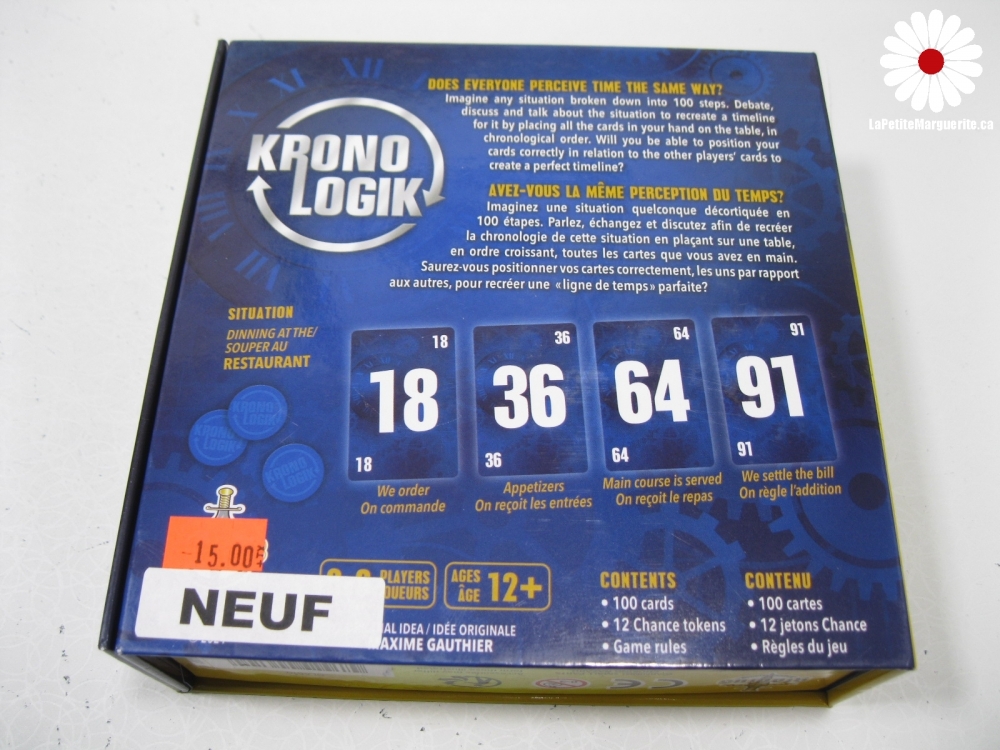 LaPetiteMarguerite.ca
XII
KRONO
LOGIK
DOES EVERYONE PERCEIVE TIME THE SAME WAY?
Imagine any situation broken down into 100 steps. Debate,
discuss and talk about the situation to recreate a timeline
for it by placing all the cards in your hand on the table, in
chronological order. Will you be able to position your
cards correctly in relation to the other players' cards to
create a perfect timeline?
AVEZ-VOUS LA MÊME PERCEPTION DU TEMPS?
Imaginez une situation quelconque décortiquée en
100 étapes. Parlez, échangez et discutez afin de recréer
la chronologie de cette situation en plaçant sur une table,
en ordre croissant, toutes les cartes que vous avez en main.
Saurez-vous positionner vos cartes correctement, les uns par rapport
aux autres, pour recréer une «ligne de temps» parfaite?
SITUATION
DINNING AT THE/
SOUPER AU
RESTAURANT
KRONO
LOGIK
KRONO
LOGIK
KRONO
LOGIK
18
18
18
We order
On commande
36
36
36
Appetizers
On reçoit les entrées
64
64
64
Main course is served
On reçoit le repas
91
91
91
We settle the bill
On règle l'addition
15.00
NEUF
PLAYERS
AGES
ÂGE
12+
IDEA / IDÉE ORIGINALE
MAXIME GAUTHIER
CONTENTS
• 100 cards
• 12 Chance tokens
• Game rules
CONTENU
• 100 cartes
• 12 jetons Chance
• Règles du jeu
CE